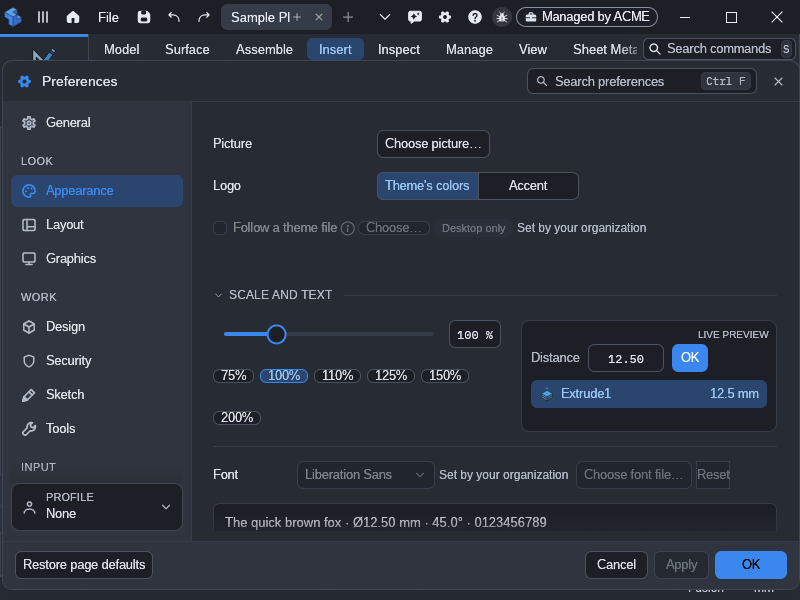 File Sample Pl Managed by ACME
Model Surface Assemble Insert Inspect Manage View Sheet Meta Search commands S
Preferences Search preferences Ctrl F
General
LOOK
Appearance
Layout
Graphics
WORK
Design
Security
Sketch
Tools
INPUT
PROFILE
None
Picture Choose picture…
Logo Theme's colors Accent
Follow a theme file Choose… Desktop only Set by your organization
SCALE AND TEXT
100 %
75% 100% 110% 125% 150%
200%
LIVE PREVIEW
Distance 12.50 OK
Extrude1 12.5 mm
Font Liberation Sans Set by your organization Choose font file… Reset
The quick brown fox · Ø12.50 mm · 45.0° · 0123456789
Restore page defaults Cancel Apply OK